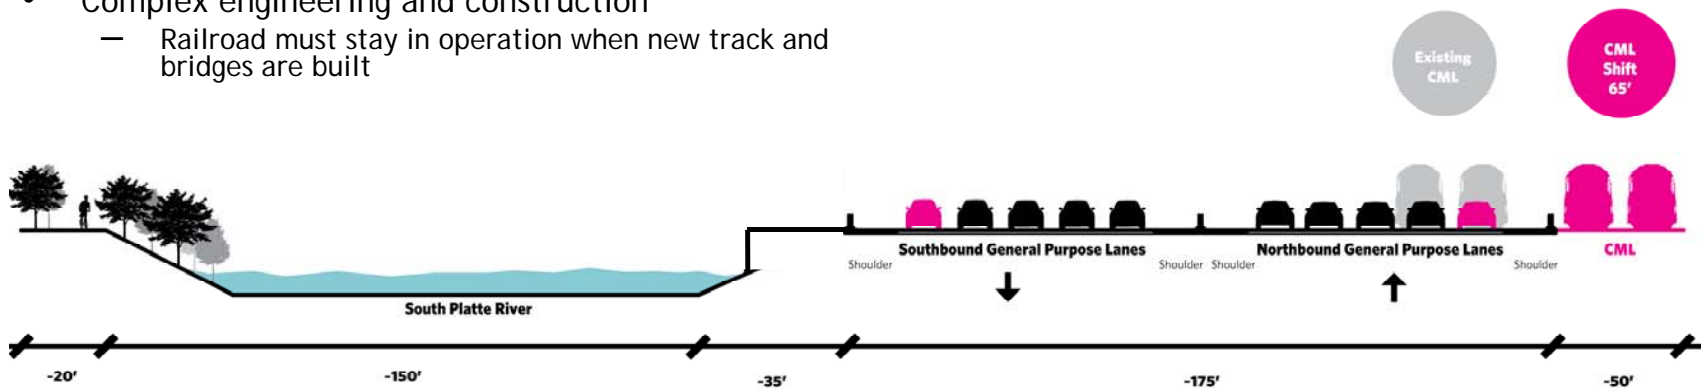 • Complex engineering and construction
— Railroad must stay in operation when new track and
bridges are built
Existing
CML
CML
Shift
65'
Southbound General Purpose Lanes
Northbound General Purpose Lanes
CML
Shoulder
Shoulder
Shoulder
Shoulder
South Platte River
-20'
-150'
-35'
-175'
-50'